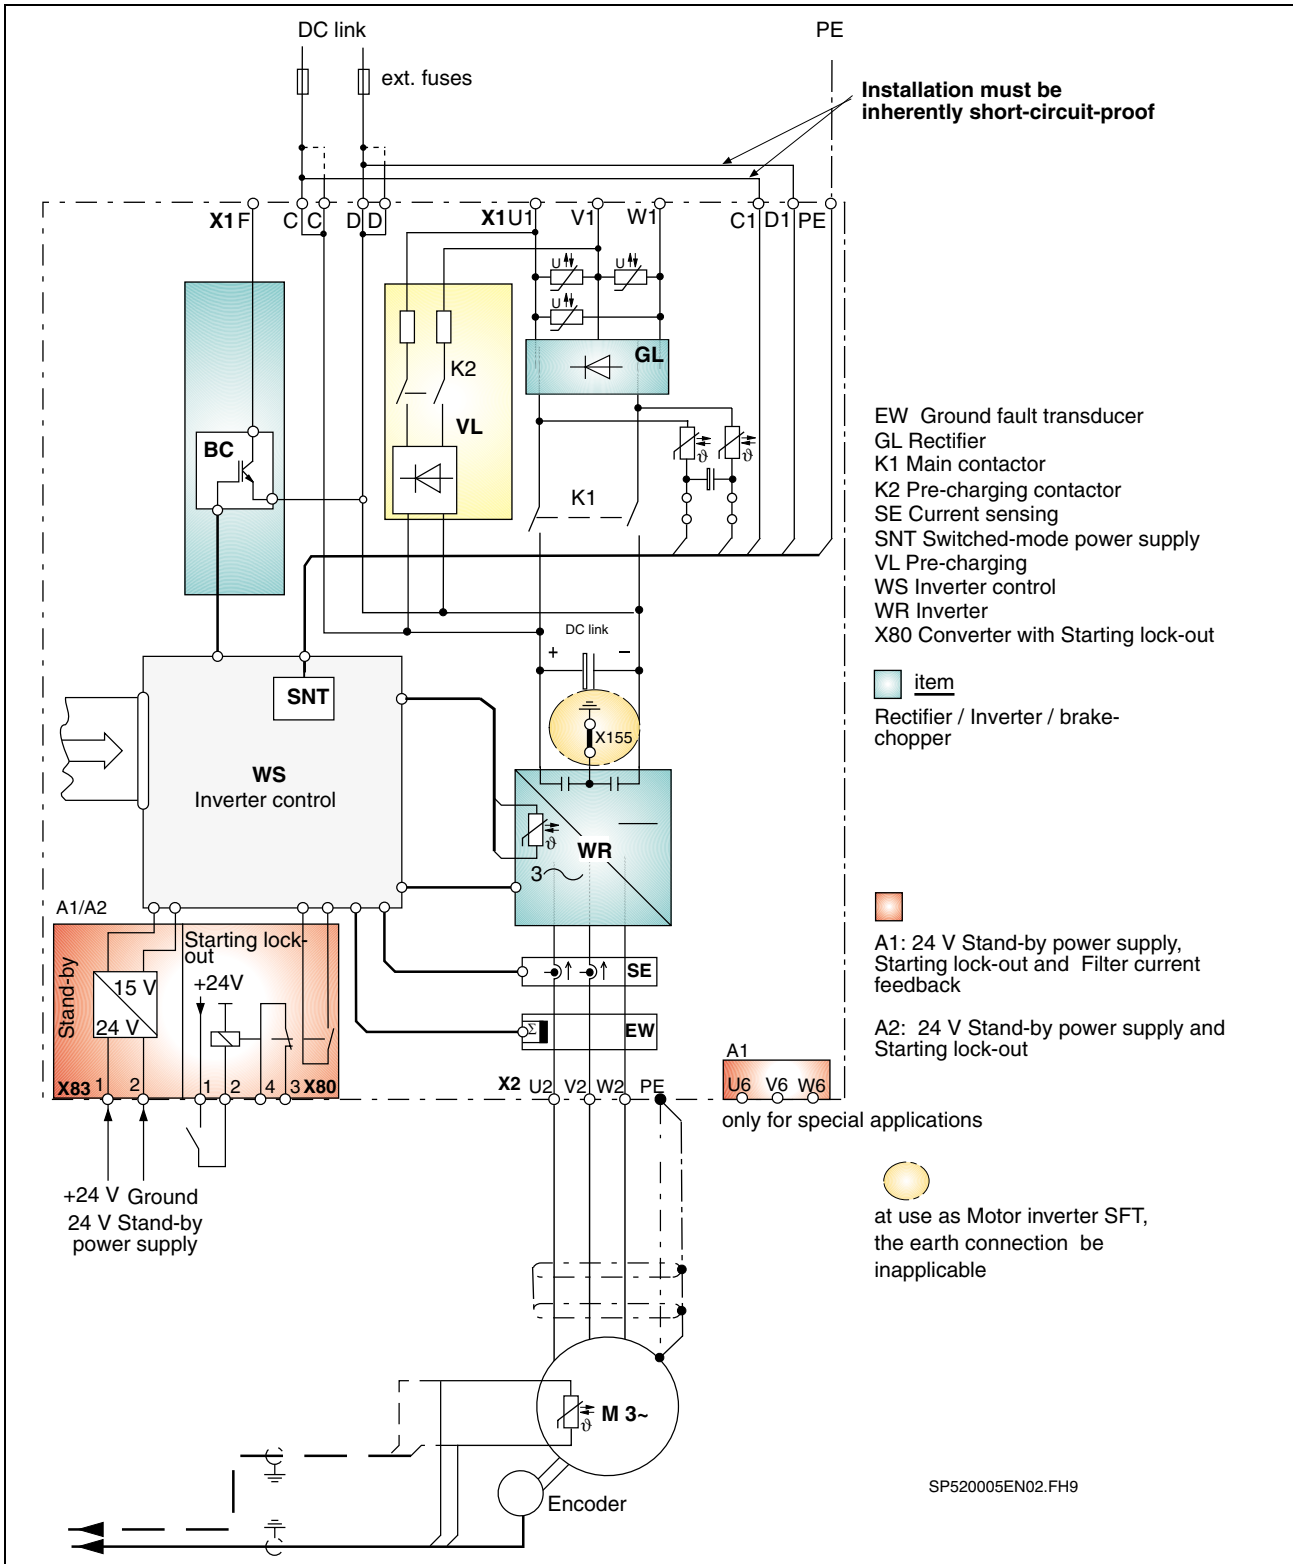 DC link
PE
ext. fuses
Installation must be
inherently short-circuit-proof
X1 F
C C D D
X1 U1
V1
W1
C1 D1 PE
U
U
U
GL
K2
VL
BC
ϑ
ϑ
K1
EW Ground fault transducer
GL Rectifier
K1 Main contactor
K2 Pre-charging contactor
SE Current sensing
SNT Switched-mode power supply
VL Pre-charging
WS Inverter control
WR Inverter
X80 Converter with Starting lock-out
DC link
+ −
SNT
item
Rectifier / Inverter / brake-
chopper
X155
WS
Inverter control
ϑ
WR
3
A1/A2
Stand-by
Starting lock-
out
15 V
24 V
+24V
SE
Σ
EW
A1: 24 V Stand-by power supply,
Starting lock-out and Filter current
feedback
A2: 24 V Stand-by power supply and
Starting lock-out
X83 1 2 1 2 4 3 X80
X2 U2 V2 W2 PE
A1
U6 V6 W6
only for special applications
+24 V Ground
24 V Stand-by
power supply
at use as Motor inverter SFT,
the earth connection be
inapplicable
ϑ
M 3~
Encoder
SP520005EN02.FH9